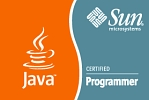 Sun
microsystems
Java
CERTIFIED
Programmer